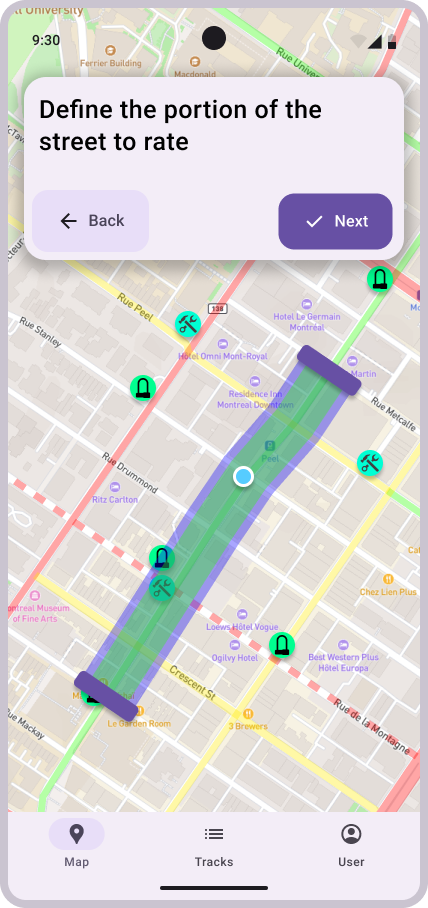 University
9:30
Ferrier Building
Macdonald
Rue Univer
Define the portion of the
street to rate
Back
Next
138
Rue Peel
Hôtel Le Germain
Montréal
Rue Stanley
Hôtel Omni Mont-Royal
Martin
Residence Inn
Montreal Downtown
Rue Metcalfe
Peel
Rue Drummond
Ritz Carlton
Chez Lien Plus
ontreal Museum
of Fine Arts
Loews Hôtel Vogue
Ogilvy Hotel
Best Western Plus
Hôtel Europa
Crescent St
Le Garden Room
3 Brewers
Rue de la Montagne
Rue Mackay
Map
Tracks
User